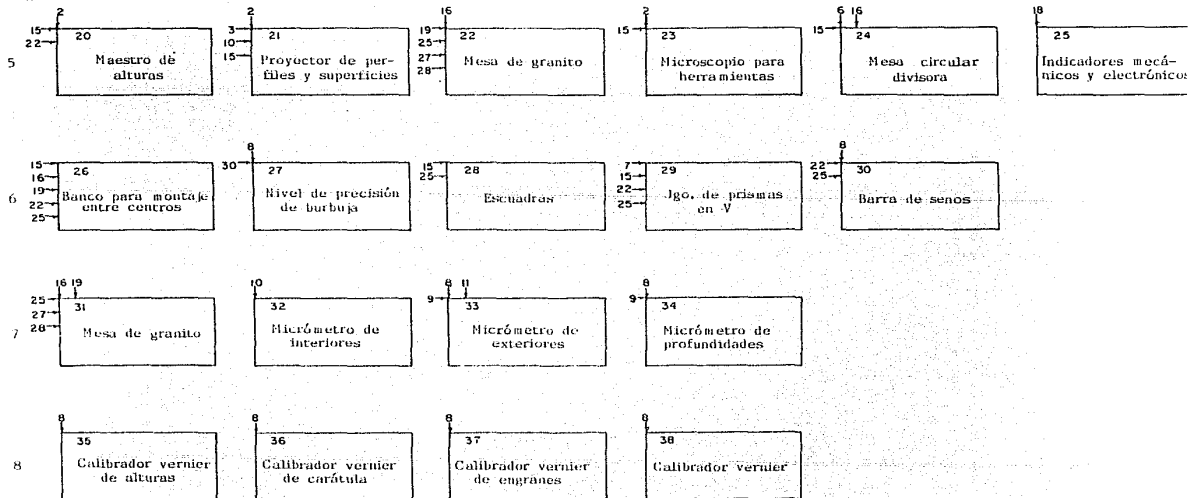 2 2 16 2 6 16 18
15 20 3 21 19 22 15 23 15 24 25
22 10 25
5 Maestro de Proyector de per- 27 Mesa de granito Microscopio para Mesa circular Indicadores mecá-
alturas 15 files y superficies 28 herramientas divisora nicos y electrónicos
8 8
15 26 30 27 15 28 7 29 22 30
16 25 15 25
19 22
6 Banco para montaje Nivel de precisión Escuadras Jgo. de prismas Barra de senos
22 entre centros de burbuja 25 en V
25
16 19 10 8 11 8
25 31 32 9 33 9 34
27
28
7 Mesa de granito Micrómetro de Micrómetro de Micrómetro de
interiores exteriores profundidades
8 8 8 8
35 36 37 38
8 Calibrador vernier Calibrador vernier Calibrador vernier Calibrador vernier
de alturas de carátula de engranes